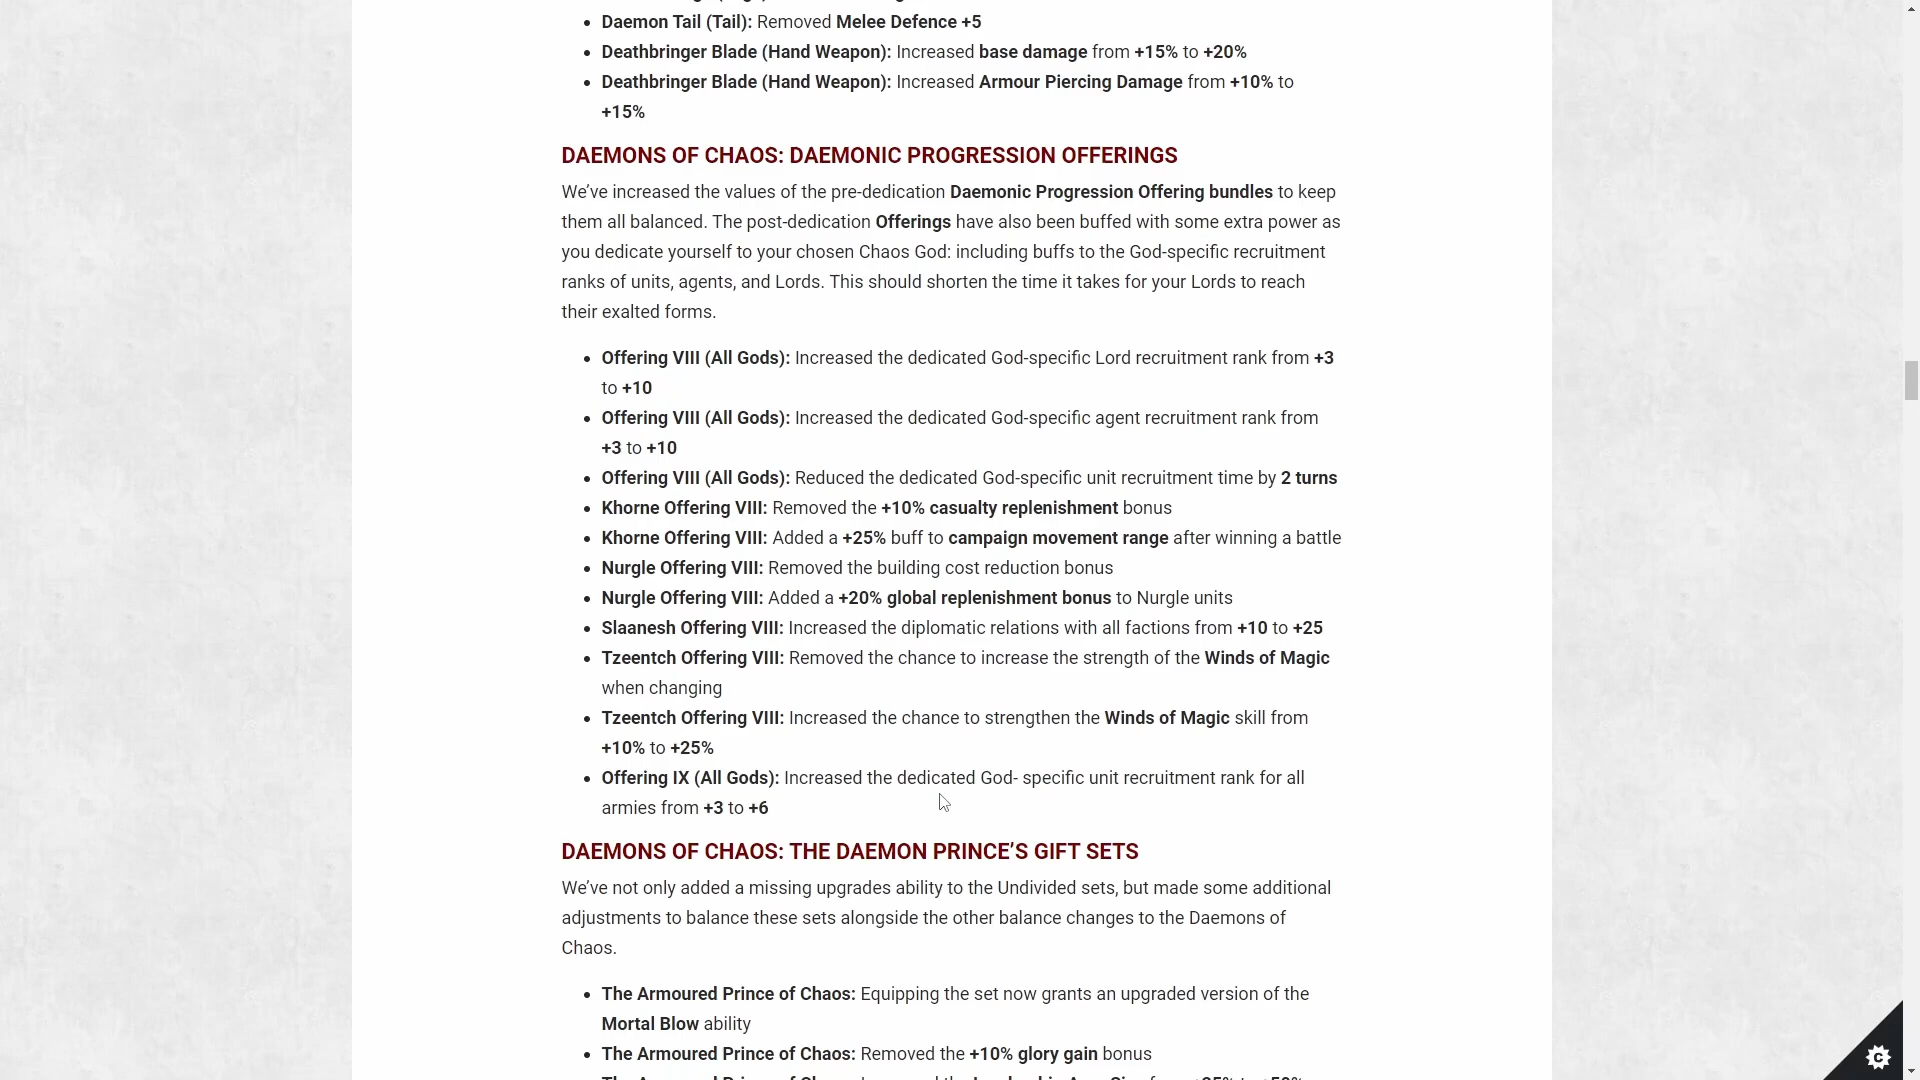 • Daemon Tail (Tail): Removed Melee Defence +5
• Deathbringer Blade (Hand Weapon): Increased base damage from +15% to +20%
• Deathbringer Blade (Hand Weapon): Increased Armour Piercing Damage from +10% to
+15%
DAEMONS OF CHAOS: DAEMONIC PROGRESSION OFFERINGS
We’ve increased the values of the pre-dedication Daemonic Progression Offering bundles to keep
them all balanced. The post-dedication Offerings have also been buffed with some extra power as
you dedicate yourself to your chosen Chaos God: including buffs to the God-specific recruitment
ranks of units, agents, and Lords. This should shorten the time it takes for your Lords to reach
their exalted forms.
• Offering VIII (All Gods): Increased the dedicated God-specific Lord recruitment rank from +3
to +10
• Offering VIII (All Gods): Increased the dedicated God-specific agent recruitment rank from
+3 to +10
• Offering VIII (All Gods): Reduced the dedicated God-specific unit recruitment time by 2 turns
• Khorne Offering VIII: Removed the +10% casualty replenishment bonus
• Khorne Offering VIII: Added a +25% buff to campaign movement range after winning a battle
• Nurgle Offering VIII: Removed the building cost reduction bonus
• Nurgle Offering VIII: Added a +20% global replenishment bonus to Nurgle units
• Slaanesh Offering VIII: Increased the diplomatic relations with all factions from +10 to +25
• Tzeentch Offering VIII: Removed the chance to increase the strength of the Winds of Magic
when changing
• Tzeentch Offering VIII: Increased the chance to strengthen the Winds of Magic skill from
+10% to +25%
• Offering IX (All Gods): Increased the dedicated God- specific unit recruitment rank for all
armies from +3 to +6
DAEMONS OF CHAOS: THE DAEMON PRINCE’S GIFT SETS
We’ve not only added a missing upgrades ability to the Undivided sets, but made some additional
adjustments to balance these sets alongside the other balance changes to the Daemons of
Chaos.
• The Armoured Prince of Chaos: Equipping the set now grants an upgraded version of the
Mortal Blow ability
• The Armoured Prince of Chaos: Removed the +10% glory gain bonus